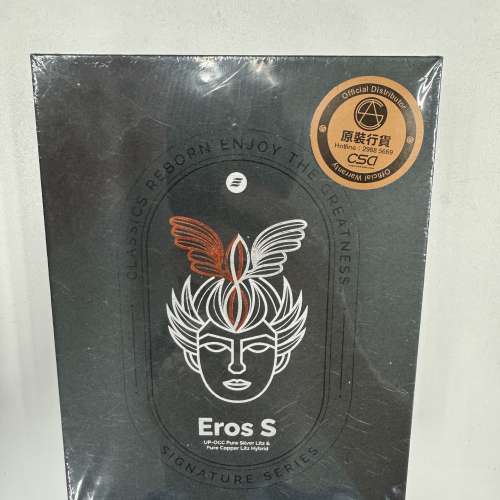 Official Distributor
原裝行貨
Hotline : 2988 5669
CSA
Official Warranty
CLASSICS REBORN ENJOY THE GREATNESS
Eros S
UP-OCC Pure Silver Litz &
Pure Copper Litz Hybrid
SIGNATURE SERIES